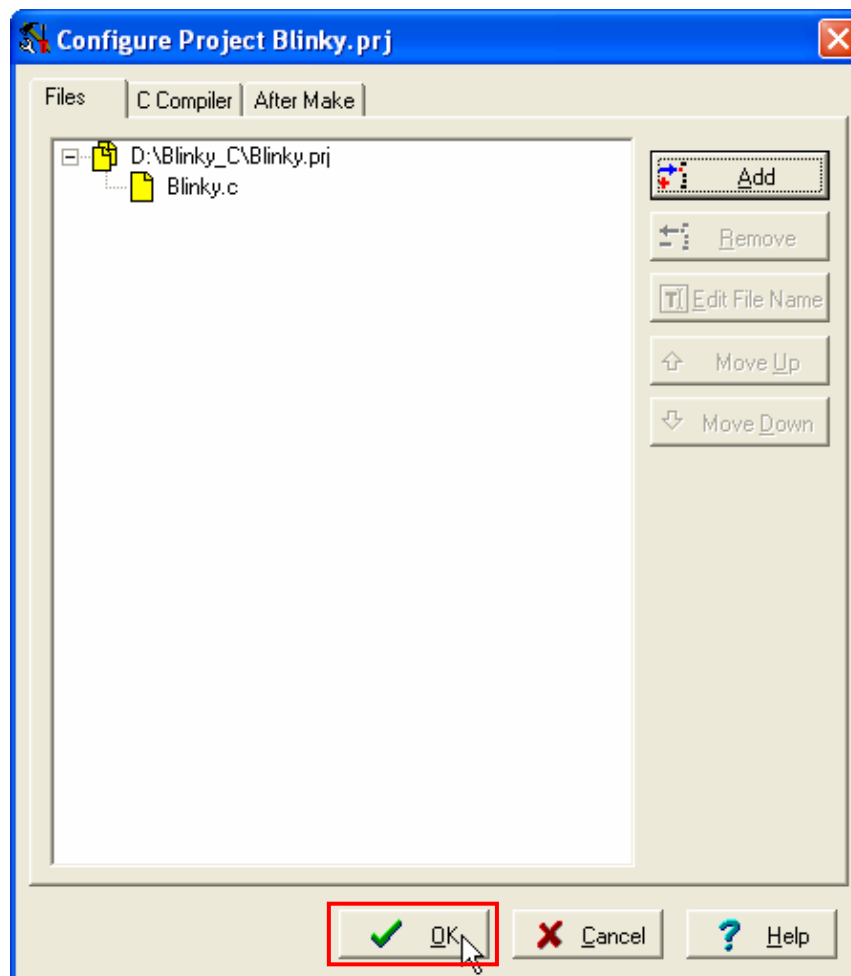 Configure Project Blinky.prj
Files C Compiler After Make
D:\Blinky_C\Blinky.prj
Blinky.c
Add
Remove
Edit File Name
Move Up
Move Down
OK Cancel Help